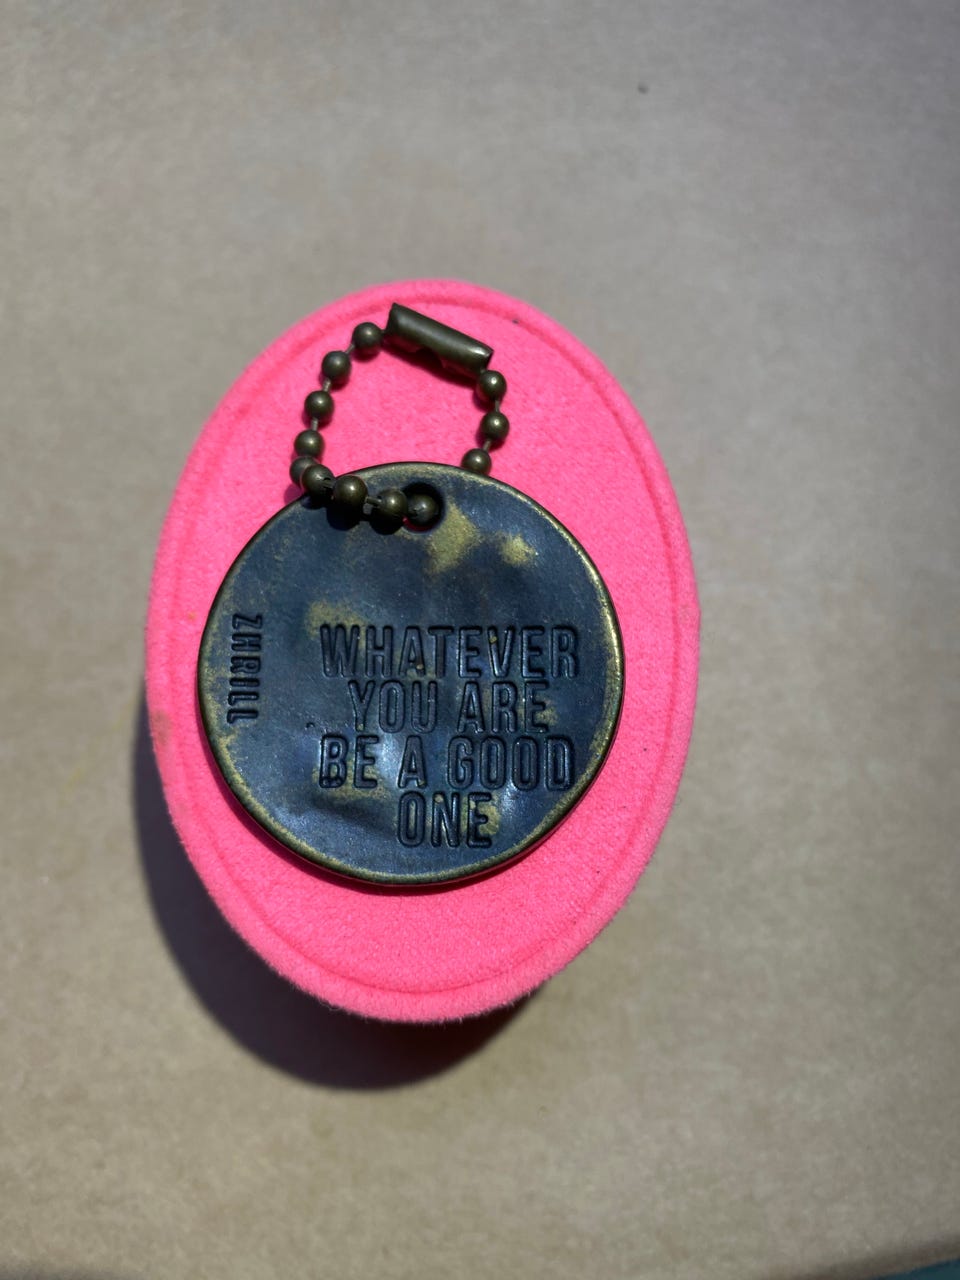 ZHRILL
WHATEVER
YOU ARE
BE A GOOD
ONE